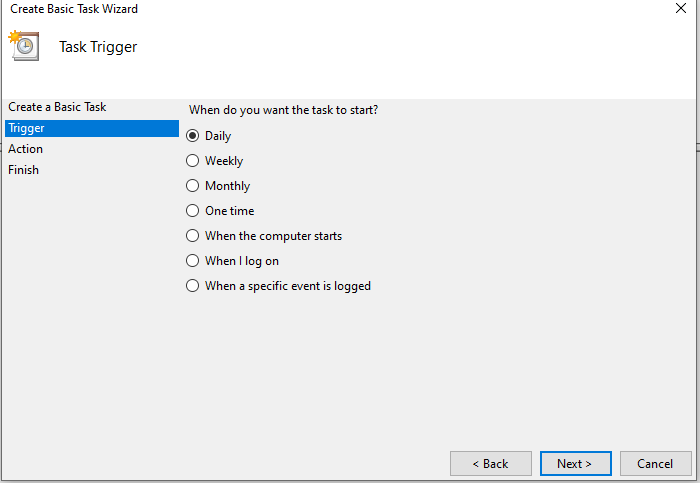 Create Basic Task Wizard
Task Trigger
Create a Basic Task
Trigger
Action
Finish
When do you want the task to start?
Daily
Weekly
Monthly
One time
When the computer starts
When I log on
When a specific event is logged
< Back
Next >
Cancel